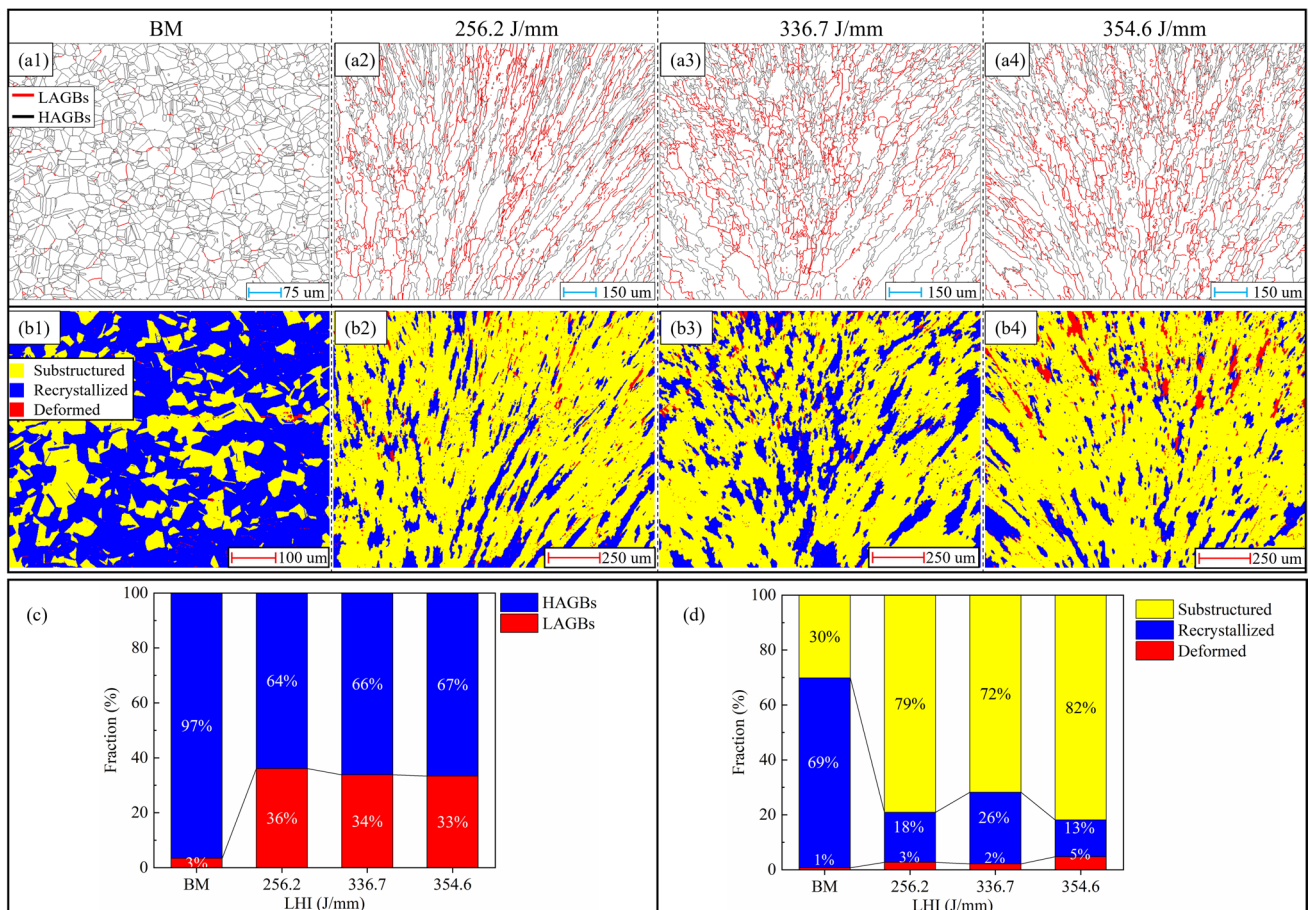 BM 256.2 J/mm 336.7 J/mm 354.6 J/mm
(a1) (a2) (a3) (a4)
LAGBs
HAGBs
75 um 150 um 150 um 150 um
(b1) (b2) (b3) (b4)
Substructured
Recrystallized
Deformed
100 um 250 um 250 um 250 um
(c)
HAGBs
LAGBs
Fraction (%)
100
80
60
40
20
0
97% 64% 66% 67%
3% 36% 34% 33%
BM 256.2 336.7 354.6
LHI (J/mm)
(d)
Substructured
Recrystallized
Deformed
Fraction (%)
100
80
60
40
20
0
30% 79% 72% 82%
69% 18% 26% 13%
1% 3% 2% 5%
BM 256.2 336.7 354.6
LHI (J/mm)